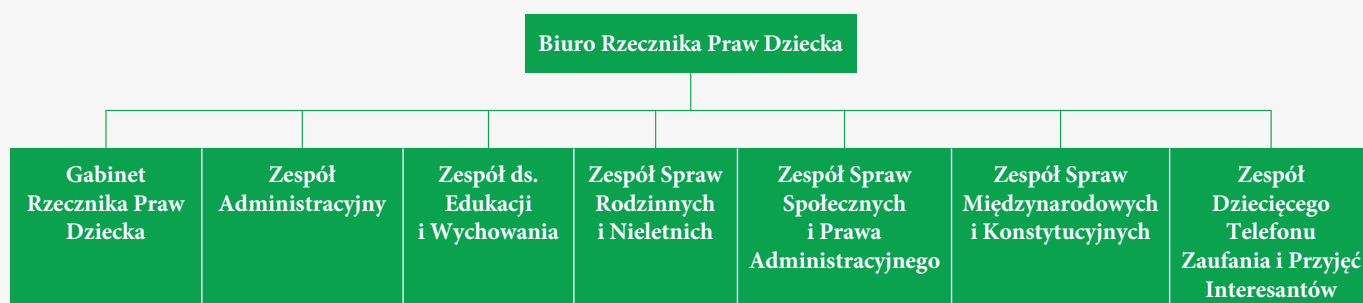 Biuro Rzecznika Praw Dziecka
Gabinet
Rzecznika Praw
Dziecka
Zespół
Administracyjny
Zespół ds.
Edukacji
i Wychowania
Zespół Spraw
Rodzinnych
i Nieletnich
Zespół Spraw
Społecznych
i Prawa
Administracyjnego
Zespół Spraw
Międzynarodowych
i Konstytucyjnych
Zespół
Dziecięcego
Telefonu
Zaufania i Przyjęć
Interesantów